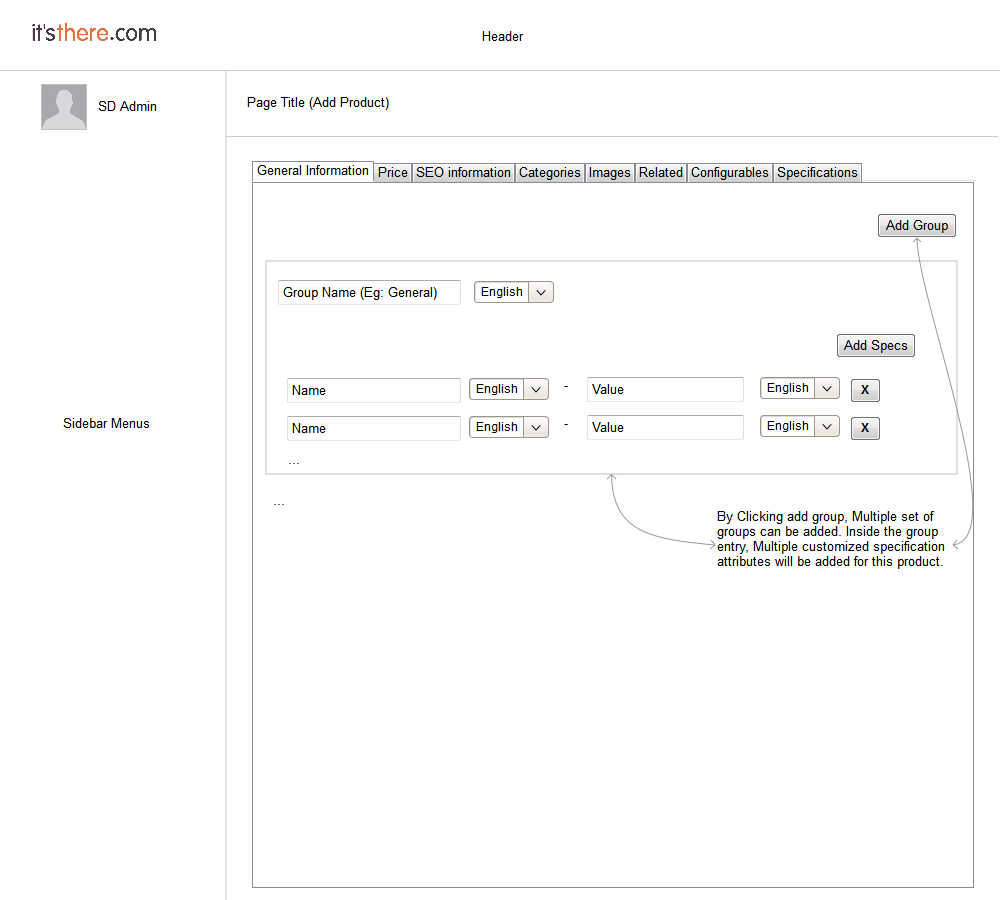 it'sthere.com
Header
SD Admin
Page Title (Add Product)
General Information Price SEO information Categories Images Related Configurables Specifications
Add Group
Group Name (Eg: General) English
Add Specs
Name English - Value English X
Name English - Value English X
...
Sidebar Menus
...
By Clicking add group, Multiple set of
groups can be added. Inside the group
entry, Multiple customized specification
attributes will be added for this product.